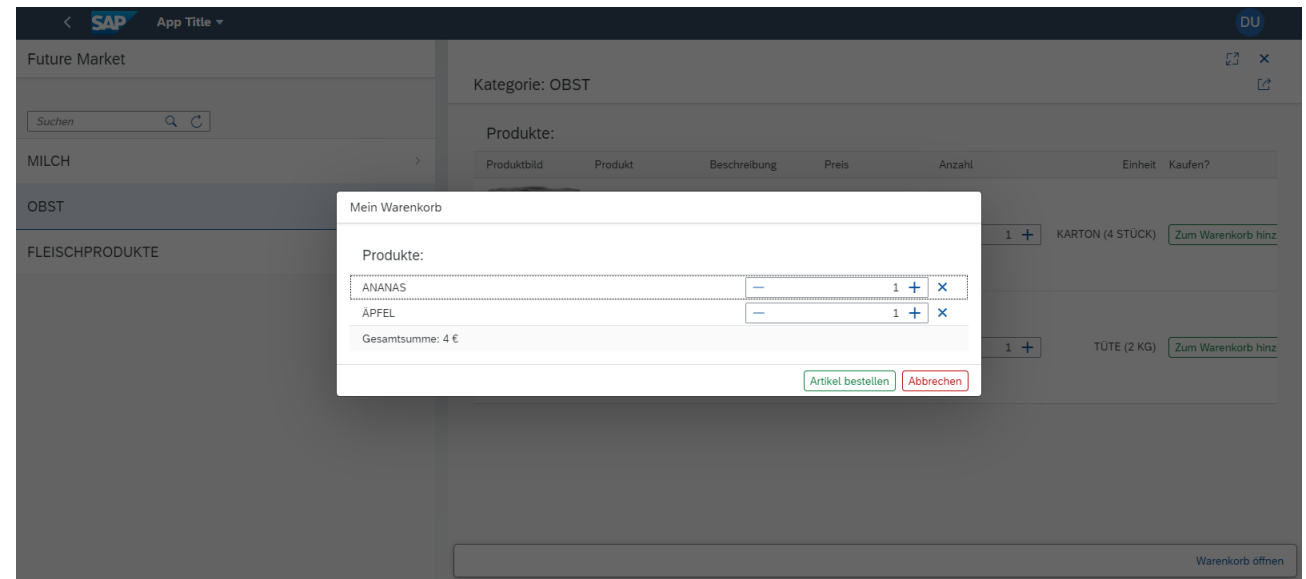 SAP App Title
DU
Future Market
Suchen
MILCH
OBST
FLEISCHPRODUKTE
Kategorie: OBST
Produkte:
Produktbild Produkt Beschreibung Preis Anzahl Einheit Kaufen?
1 KARTON (4 STÜCK) Zum Warenkorb hinz
1 TÜTE (2 KG) Zum Warenkorb hinz
Mein Warenkorb
Produkte:
ANANAS 1
ÄPFEL 1
Gesamtsumme: 4 €
Artikel bestellen Abbrechen
Warenkorb öffnen